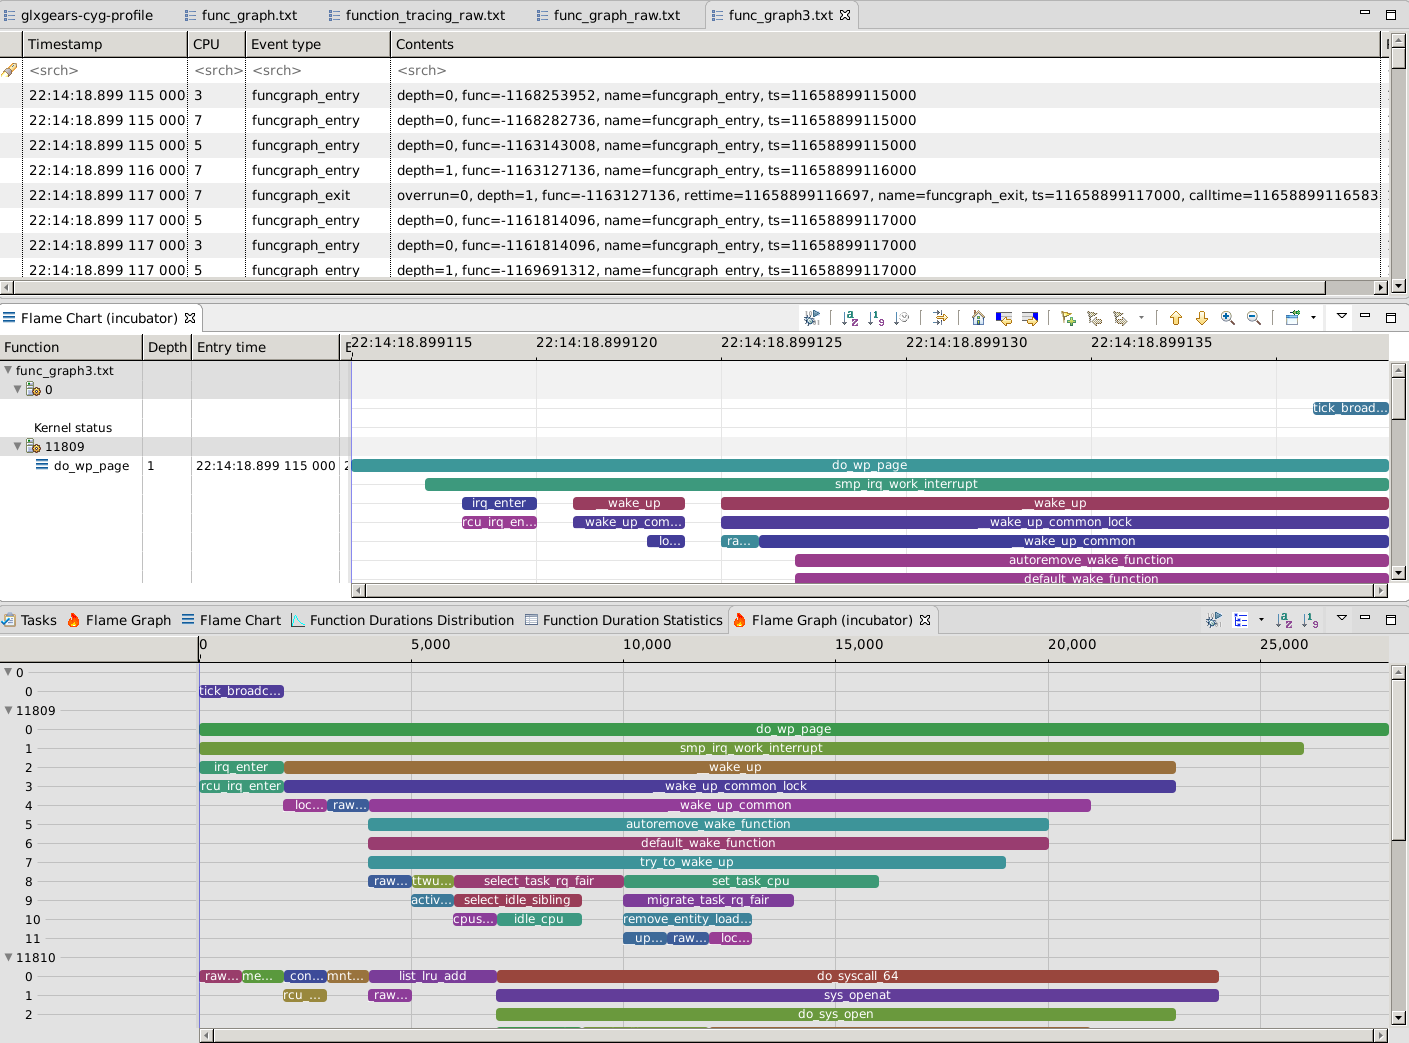 glxgears-cyg-profile func_graph.txt function_tracing_raw.txt func_graph_raw.txt func_graph3.txt
Timestamp CPU Event type Contents
<srch> <srch> <srch> <srch>
22:14:18.899 115 000 3 funcgraph_entry depth=0, func=-1168253952, name=funcgraph_entry, ts=11658899115000
22:14:18.899 115 000 7 funcgraph_entry depth=0, func=-1168282736, name=funcgraph_entry, ts=11658899115000
22:14:18.899 115 000 5 funcgraph_entry depth=0, func=-1163143008, name=funcgraph_entry, ts=11658899115000
22:14:18.899 116 000 7 funcgraph_entry depth=1, func=-1163127136, name=funcgraph_entry, ts=11658899116000
22:14:18.899 117 000 7 funcgraph_exit overrun=0, depth=1, func=-1163127136, rettime=11658899116697, name=funcgraph_exit, ts=11658899117000, calltime=11658899116583
22:14:18.899 117 000 5 funcgraph_entry depth=0, func=-1161814096, name=funcgraph_entry, ts=11658899117000
22:14:18.899 117 000 3 funcgraph_entry depth=0, func=-1161814096, name=funcgraph_entry, ts=11658899117000
22:14:18.899 117 000 5 funcgraph_entry depth=1, func=-1169691312, name=funcgraph_entry, ts=11658899117000
Flame Chart (incubator)
Function Depth Entry time E 22:14:18.899115 22:14:18.899120 22:14:18.899125 22:14:18.899130 22:14:18.899135
func_graph3.txt
0
tick_broad...
Kernel status
11809
do_wp_page 1 22:14:18.899 115 000 2 do_wp_page
smp_irq_work_interrupt
irq_enter __wake_up __wake_up
rcu_irq_en... __wake_up_com... __wake_up_common_lock
lo... ra... __wake_up_common
autoremove_wake_function
default_wake_function
Tasks Flame Graph Flame Chart Function Durations Distribution Function Duration Statistics Flame Graph (incubator)
0 5,000 10,000 15,000 20,000 25,000
0
0 tick_broadc...
11809
0 do_wp_page
1 smp_irq_work_interrupt
2 irq_enter __wake_up
3 rcu_irq_enter __wake_up_common_lock
4 loc... raw... __wake_up_common
5 autoremove_wake_function
6 default_wake_function
7 try_to_wake_up
8 raw... ttwu... select_task_rq_fair set_task_cpu
9 activ... select_idle_sibling migrate_task_rq_fair
10 cpus... idle_cpu remove_entity_load...
11 up... raw... loc...
11810
0 raw... me... con... mnt... list_lru_add do_syscall_64
1 rcu_... raw... sys_openat
2 do_sys_open